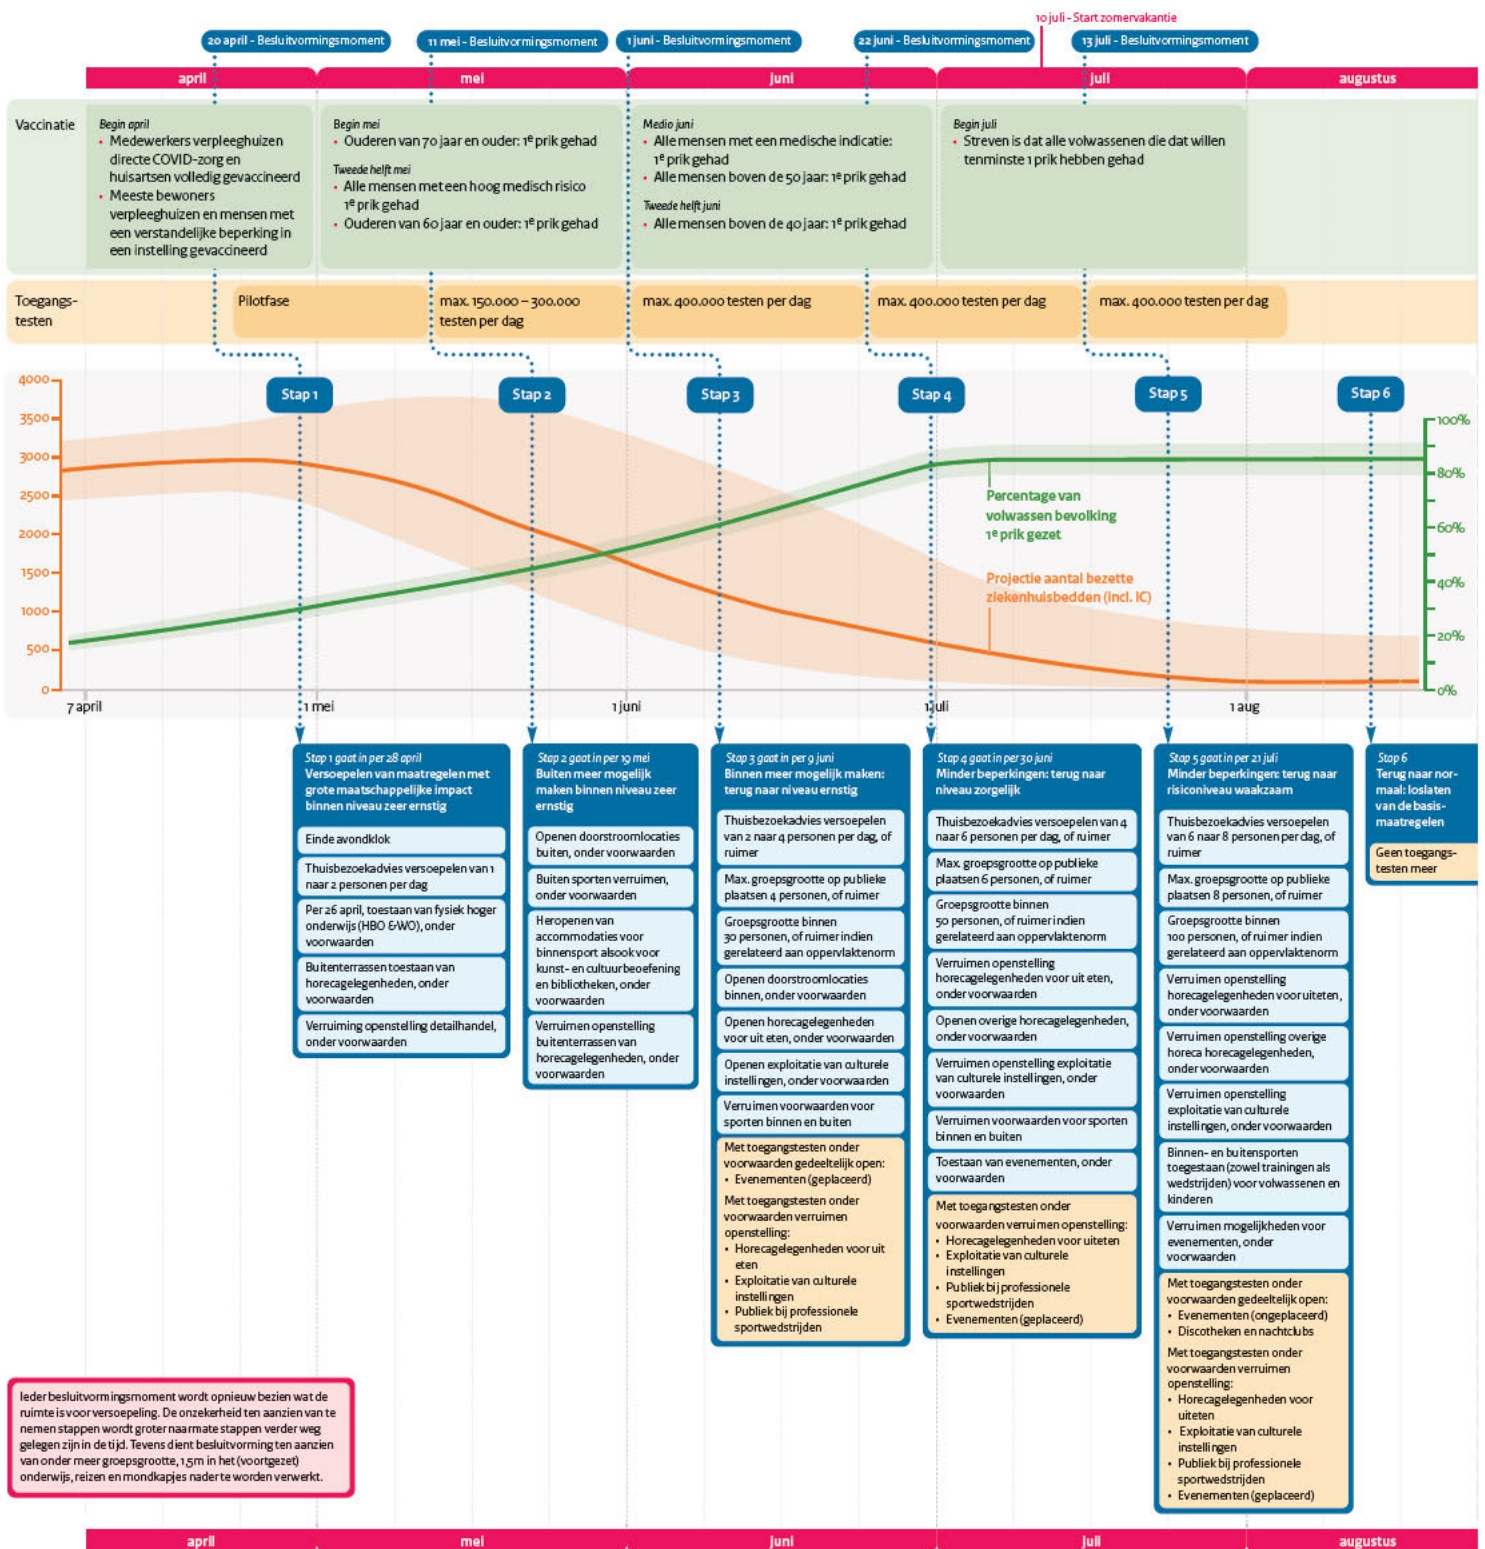 10 juli - Start zomervakantie
20 april - Besluitvormingsmoment
11 mei - Besluitvormingsmoment
1 juni - Besluitvormingsmoment
22 juni - Besluitvormingsmoment
13 juli - Besluitvormingsmoment
april
mei
juni
juli
augustus
Vaccinatie
Begin april
• Medewerkers verpleeghuizen
directe COVID-zorg en
huisartsen volledig gevaccineerd
• Meeste bewoners
verpleeghuizen en mensen met
een verstandelijke beperking in
een instelling gevaccineerd
Begin mei
• Ouderen van 70 jaar en ouder: 1e prik gehad
Tweede helft mei
• Alle mensen met een hoog medisch risico
1e prik gehad
• Ouderen van 60 jaar en ouder: 1e prik gehad
Medio juni
• Alle mensen met een medische indicatie:
1e prik gehad
• Alle mensen boven de 50 jaar: 1e prik gehad
Tweede helft juni
• Alle mensen boven de 40 jaar: 1e prik gehad
Begin juli
• Streven is dat alle volwassenen die dat willen
tenminste 1 prik hebben gehad
Toegangs-
testen
Pilotfase
max. 150.000 – 300.000
testen per dag
max. 400.000 testen per dag
max. 400.000 testen per dag
max. 400.000 testen per dag
Stap 1
Stap 2
Stap 3
Stap 4
Stap 5
Stap 6
4000
3500
3000
2500
2000
1500
1000
500
0
100%
80%
60%
40%
20%
0%
Percentage van
volwassen bevolking
1e prik gezet
Projectie aantal bezette
ziekenhuisbedden (incl. IC)
7 april
1 mei
1 juni
1 juli
1 aug
Stap 1 gaat in per 28 april
Versoepelen van maatregelen met
grote maatschappelijke impact
binnen niveau zeer ernstig
Einde avondklok
Thuisbezoekadvies versoepelen van 1
naar 2 personen per dag
Per 26 april, toestaan van fysiek hoger
onderwijs (HBO & WO), onder
voorwaarden
Buitenterrassen toestaan van
horecagelegenheden, onder
voorwaarden
Verruiming openstelling detailhandel,
onder voorwaarden
Stap 2 gaat in per 19 mei
Buiten meer mogelijk
maken binnen niveau zeer
ernstig
Openen doorstroomlocaties
buiten, onder voorwaarden
Buiten sporten verruimen,
onder voorwaarden
Heropenen van
accommodaties voor
binnensport alsook voor
kunst- en cultuurbeoefening
en bibliotheken, onder
voorwaarden
Verruimen openstelling
buitenterrassen van
horecagelegenheden, onder
voorwaarden
Stap 3 gaat in per 9 juni
Binnen meer mogelijk maken:
terug naar niveau ernstig
Thuisbezoekadvies versoepelen
van 2 naar 4 personen per dag, of
ruimer
Max. groepsgrootte op publieke
plaatsen 4 personen, of ruimer
Groepsgrootte binnen
30 personen, of ruimer indien
gerelateerd aan oppervlaktenorm
Openen doorstroomlocaties
binnen, onder voorwaarden
Openen horecagelegenheden
voor uit eten, onder voorwaarden
Openen exploitatie van culturele
instellingen, onder voorwaarden
Verruimen voorwaarden voor
sporten binnen en buiten
Met toegangstesten onder
voorwaarden gedeeltelijk open:
• Evenementen (geplaceerd)
Met toegangstesten onder
voorwaarden verruimen
openstelling:
• Horecagelegenheden voor uit
eten
• Exploitatie van culturele
instellingen
• Publiek bij professionele
sportwedstrijden
Stap 4 gaat in per 30 juni
Minder beperkingen: terug naar
niveau zorgelijk
Thuisbezoekadvies versoepelen van 4
naar 6 personen per dag, of ruimer
Max. groepsgrootte op publieke
plaatsen 6 personen, of ruimer
Groepsgrootte binnen
50 personen, of ruimer indien
gerelateerd aan oppervlaktenorm
Verruimen openstelling
horecagelegenheden voor uit eten,
onder voorwaarden
Openen overige horecagelegenheden,
onder voorwaarden
Verruimen openstelling exploitatie
van culturele instellingen, onder
voorwaarden
Verruimen voorwaarden voor sporten
binnen en buiten
Toestaan van evenementen, onder
voorwaarden
Met toegangstesten onder
voorwaarden verruimen openstelling:
• Horecagelegenheden voor uiteten
• Exploitatie van culturele
instellingen
• Publiek bij professionele
sportwedstrijden
• Evenementen (geplaceerd)
Stap 5 gaat in per 21 juli
Minder beperkingen: terug naar
risiconiveau waakzaam
Thuisbezoekadvies versoepelen
van 6 naar 8 personen per dag, of
ruimer
Max. groepsgrootte op publieke
plaatsen 8 personen, of ruimer
Groepsgrootte binnen
100 personen, of ruimer indien
gerelateerd aan oppervlaktenorm
Verruimen openstelling
horecagelegenheden voor uiteten,
onder voorwaarden
Verruimen openstelling overige
horeca horecagelegenheden,
onder voorwaarden
Verruimen openstelling
exploitatie van culturele
instellingen, onder voorwaarden
Binnen- en buitensporten
toegestaan (zowel trainingen als
wedstrijden) voor volwassenen en
kinderen
Verruimen mogelijkheden voor
evenementen, onder
voorwaarden
Met toegangstesten onder
voorwaarden gedeeltelijk open:
• Evenementen (ongeplaceerd)
• Discotheken en nachtclubs
Met toegangstesten onder
voorwaarden verruimen
openstelling:
• Horecagelegenheden voor
uiteten
• Exploitatie van culturele
instellingen
• Publiek bij professionele
sportwedstrijden
• Evenementen (geplaceerd)
Stap 6
Terug naar nor-
maal: loslaten
van de basis-
maatregelen
Geen toegangs-
testen meer
Ieder besluitvormingsmoment wordt opnieuw bezien wat de
ruimte is voor versoepeling. De onzekerheid ten aanzien van te
nemen stappen wordt groter naarmate stappen verder weg
gelegen zijn in de tijd. Tevens dient besluitvorming ten aanzien
van onder meer groepsgrootte, 1,5m in het (voortgezet)
onderwijs, reizen en mondkapjes nader te worden verwerkt.
april
mei
juni
juli
augustus